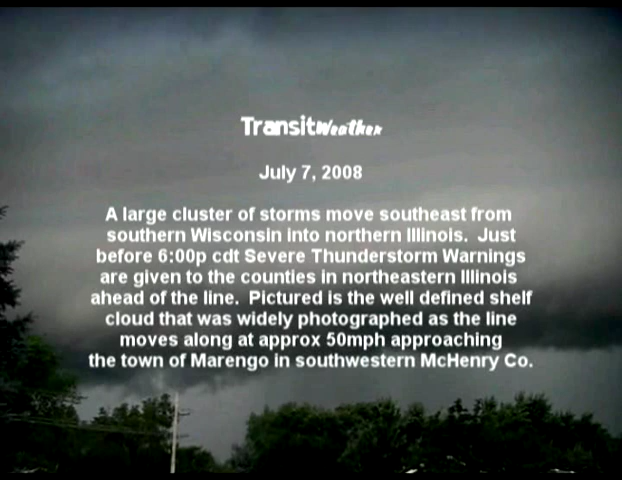 TransitWeather
July 7, 2008
A large cluster of storms move southeast from
southern Wisconsin into northern Illinois. Just
before 6:00p cdt Severe Thunderstorm Warnings
are given to the counties in northeastern Illinois
ahead of the line. Pictured is the well defined shelf
cloud that was widely photographed as the line
moves along at approx 50mph approaching
the town of Marengo in southwestern McHenry Co.